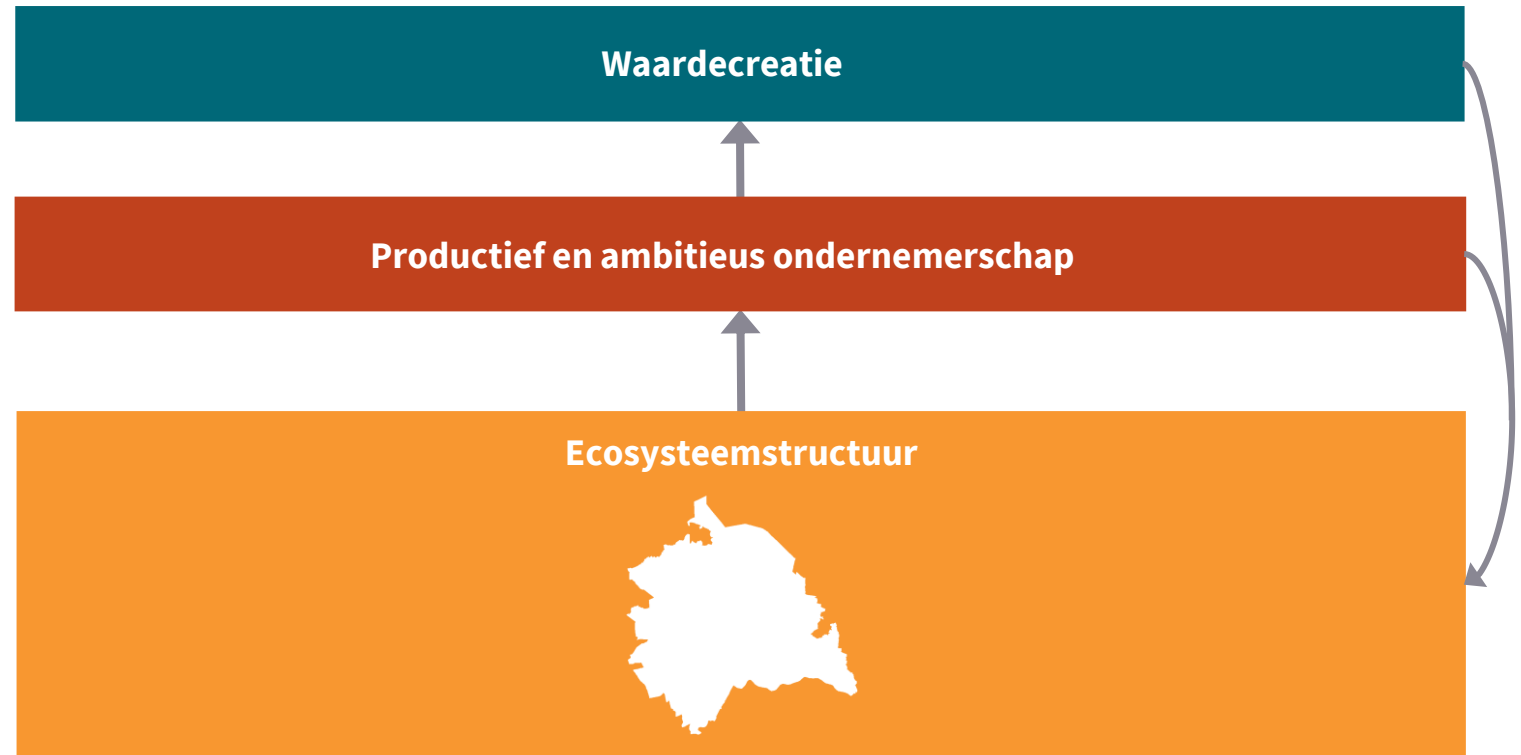 Waardecreatie
Productief en ambitieus ondernemerschap
Ecosysteemstructuur